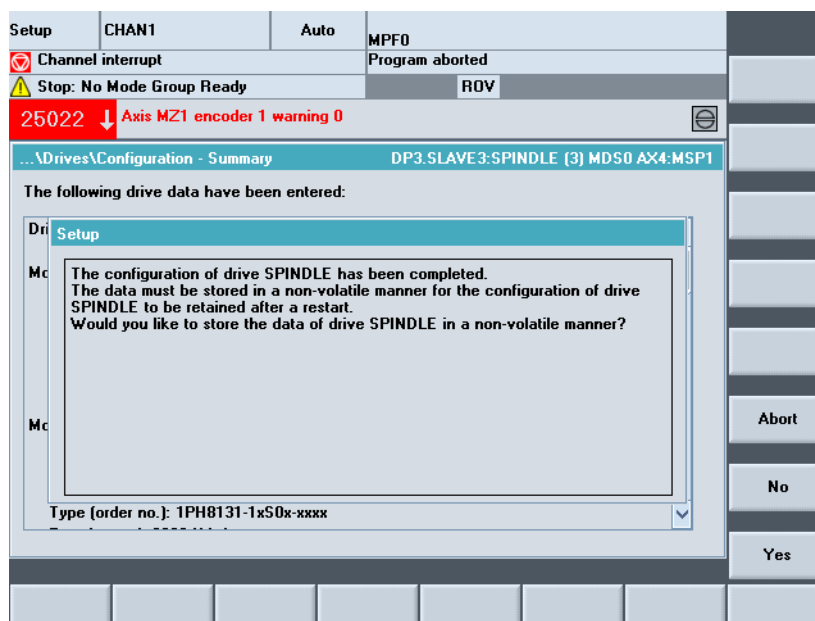 Setup CHAN1 Auto MPF0
Channel interrupt Program aborted
Stop: No Mode Group Ready ROV
25022 Axis MZ1 encoder 1 warning 0
...\Drives\Configuration - Summary DP3.SLAVE3:SPINDLE (3) MDS0 AX4:MSP1
The following drive data have been entered:
Dri
Setup
Mo
The configuration of drive SPINDLE has been completed.
The data must be stored in a non-volatile manner for the configuration of drive
SPINDLE to be retained after a restart.
Would you like to store the data of drive SPINDLE in a non-volatile manner?
Mo
Abort
No
Type (order no.): 1PH8131-1xS0x-xxxx
Yes